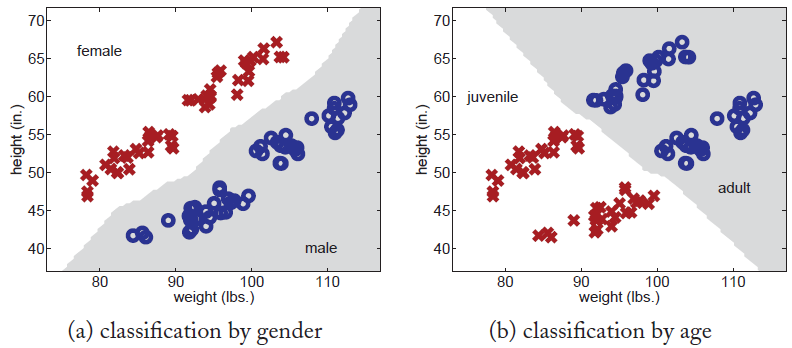 70
65
60
55
50
45
40
height (in.)
female
male
80
90
100
110
weight (lbs.)
(a) classification by gender
70
65
60
55
50
45
40
height (in.)
juvenile
adult
80
90
100
110
weight (lbs.)
(b) classification by age